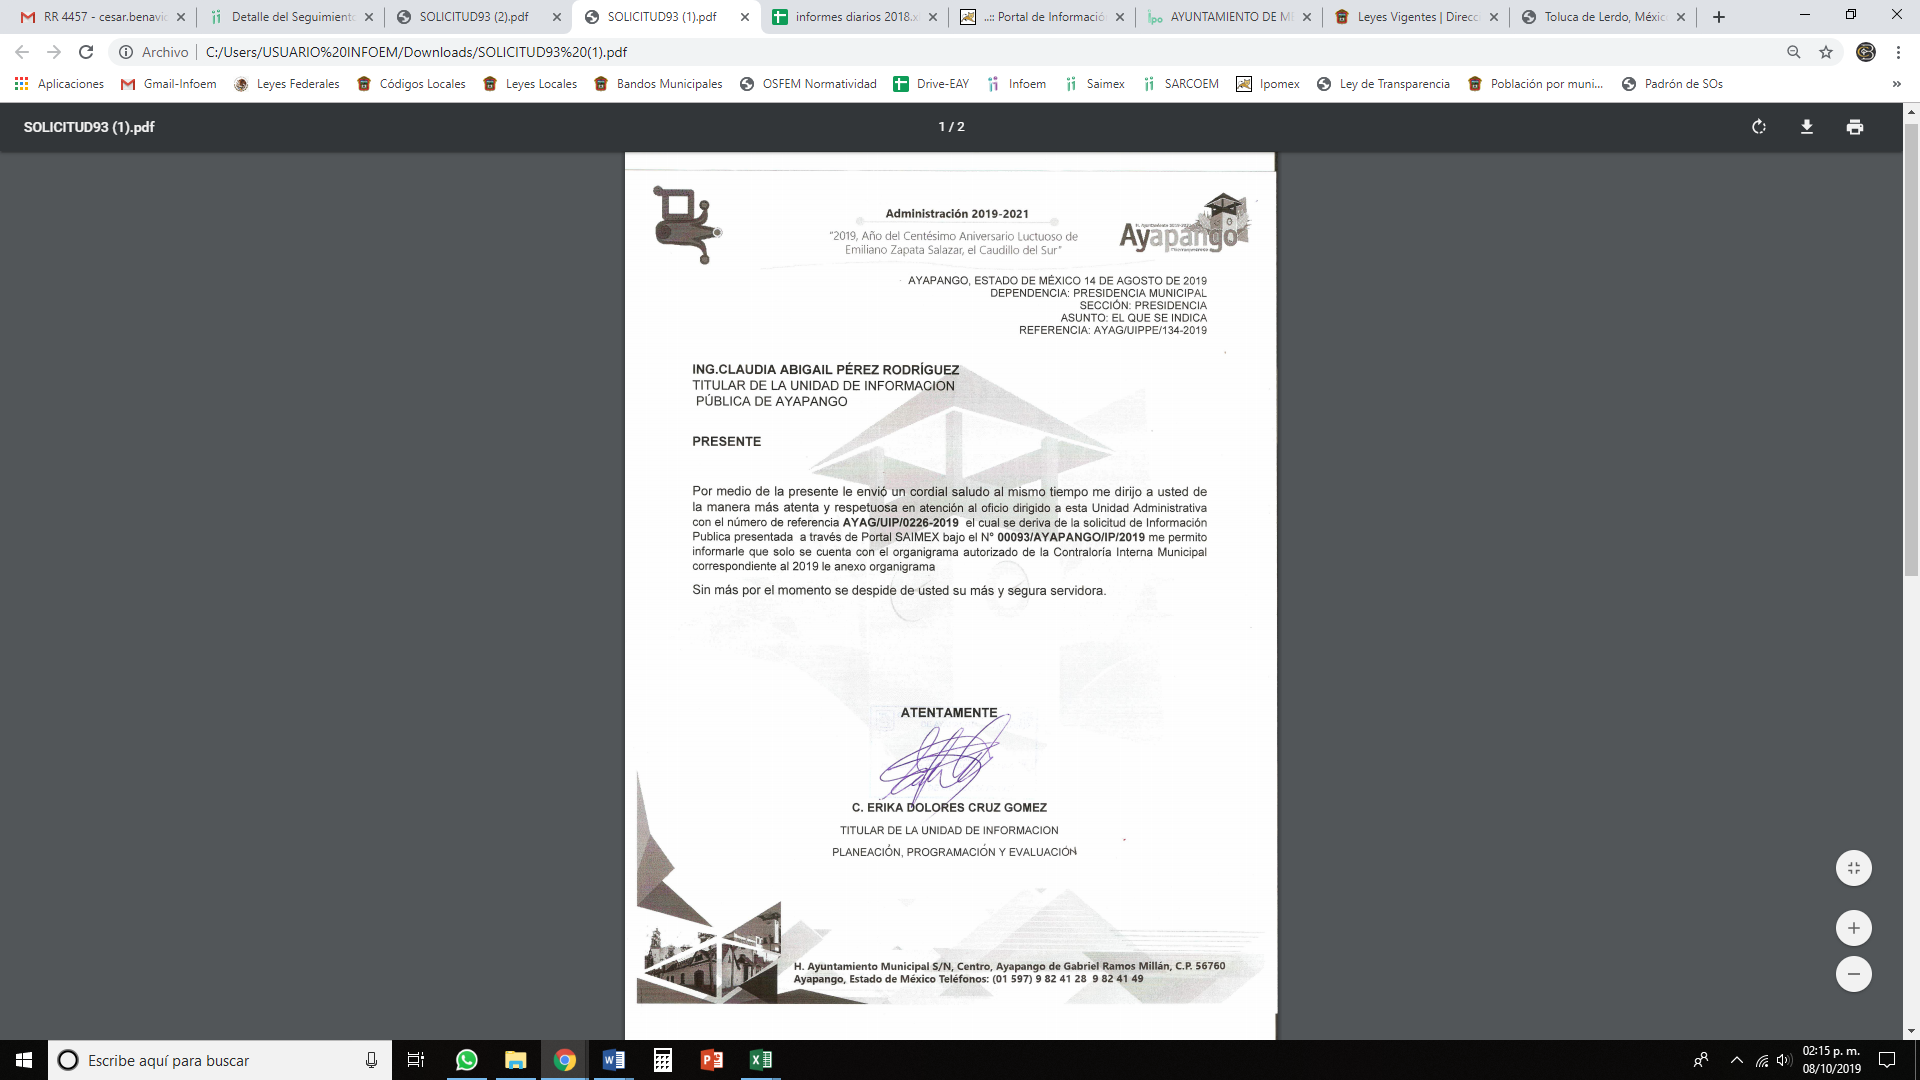 RR 4457 - cesar.benavi
Detalle del Seguimiento
SOLICITUD93 (2).pdf
SOLICITUD93 (1).pdf
informes diarios 2018.x
..:: Portal de Informació
AYUNTAMIENTO DE M
Leyes Vigentes | Direcc
Toluca de Lerdo, Méxic
Archivo | C:/Users/USUARIO%20INFOEM/Downloads/SOLICITUD93%20(1).pdf
Aplicaciones Gmail-Infoem Leyes Federales Códigos Locales Leyes Locales Bandos Municipales OSFEM Normatividad Drive-EAY Infoem Saimex SARCOEM Ipomex Ley de Transparencia Población por muni... Padrón de SOs »
SOLICITUD93 (1).pdf 1 / 2
Administración 2019-2021
"2019, Año del Centésimo Aniversario Luctuoso de
Emiliano Zapata Salazar, el Caudillo del Sur"
Ayapango
AYAPANGO, ESTADO DE MÉXICO 14 DE AGOSTO DE 2019
DEPENDENCIA: PRESIDENCIA MUNICIPAL
SECCIÓN: PRESIDENCIA
ASUNTO: EL QUE SE INDICA
REFERENCIA: AYAG/UIPPE/134-2019
ING.CLAUDIA ABIGAIL PÉREZ RODRÍGUEZ
TITULAR DE LA UNIDAD DE INFORMACION
PÚBLICA DE AYAPANGO
PRESENTE
Por medio de la presente le envió un cordial saludo al mismo tiempo me dirijo a usted de
la manera más atenta y respetuosa en atención al oficio dirigido a esta Unidad Administrativa
con el número de referencia AYAG/UIP/0226-2019 el cual se deriva de la solicitud de Información
Publica presentada a través de Portal SAIMEX bajo el N° 00093/AYAPANGO/IP/2019 me permito
informarle que solo se cuenta con el organigrama autorizado de la Contraloría Interna Municipal
correspondiente al 2019 le anexo organigrama
Sin más por el momento se despide de usted su más y segura servidora.
ATENTAMENTE
C. ERIKA DOLORES CRUZ GOMEZ
TITULAR DE LA UNIDAD DE INFORMACION
PLANEACIÓN, PROGRAMACIÓN Y EVALUACIÓN
H. Ayuntamiento Municipal S/N, Centro, Ayapango de Gabriel Ramos Millán, C.P. 56760
Ayapango, Estado de México Teléfonos: (01 597) 9 82 41 28 9 82 41 49
Escribe aquí para buscar
02:15 p. m.
08/10/2019